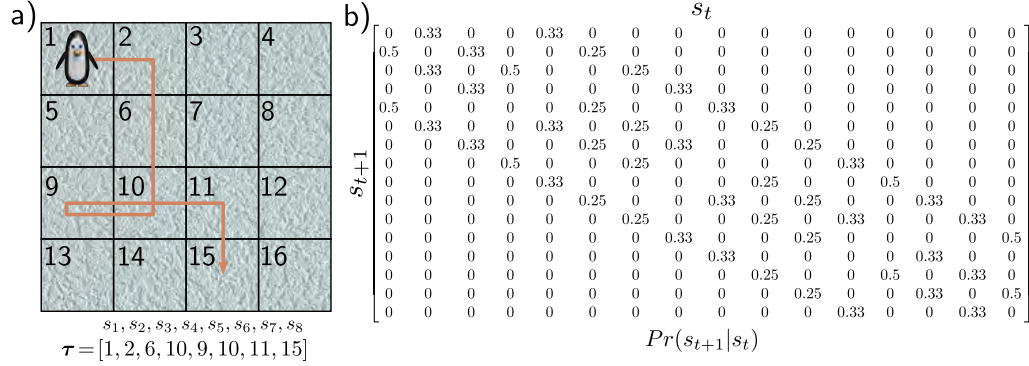 a)
1 2 3 4
5 6 7 8
9 10 11 12
13 14 15 16
s₁, s₂, s₃, s₄, s₅, s₆, s₇, s₈
τ=[1, 2, 6, 10, 9, 10, 11, 15]
b)
sₜ
sₜ₊₁
0 0.33 0 0 0.33 0 0 0 0 0 0 0 0 0 0 0
0.5 0 0.33 0 0 0.25 0 0 0 0 0 0 0 0 0 0
0 0.33 0 0.5 0 0 0.25 0 0 0 0 0 0 0 0 0
0 0 0.33 0 0 0 0 0.33 0 0 0 0 0 0 0 0
0.5 0 0 0 0 0.25 0 0 0.33 0 0 0 0 0 0 0
0 0.33 0 0 0.33 0 0.25 0 0 0.25 0 0 0 0 0 0
0 0 0.33 0 0 0.25 0 0.33 0 0 0.25 0 0 0 0 0
0 0 0 0.5 0 0 0.25 0 0 0 0 0.33 0 0 0 0
0 0 0 0 0.33 0 0 0 0 0.25 0 0 0.5 0 0 0
0 0 0 0 0 0.25 0 0 0.33 0 0.25 0 0 0.33 0 0
0 0 0 0 0 0 0.25 0 0 0.25 0 0.33 0 0 0.33 0
0 0 0 0 0 0 0 0.33 0 0 0.25 0 0 0 0 0.5
0 0 0 0 0 0 0 0 0.33 0 0 0 0 0.33 0 0
0 0 0 0 0 0 0 0 0 0.25 0 0 0.5 0 0.33 0
0 0 0 0 0 0 0 0 0 0 0.25 0 0 0.33 0 0.5
0 0 0 0 0 0 0 0 0 0 0 0.33 0 0 0.33 0
Pr(sₜ₊₁|sₜ)